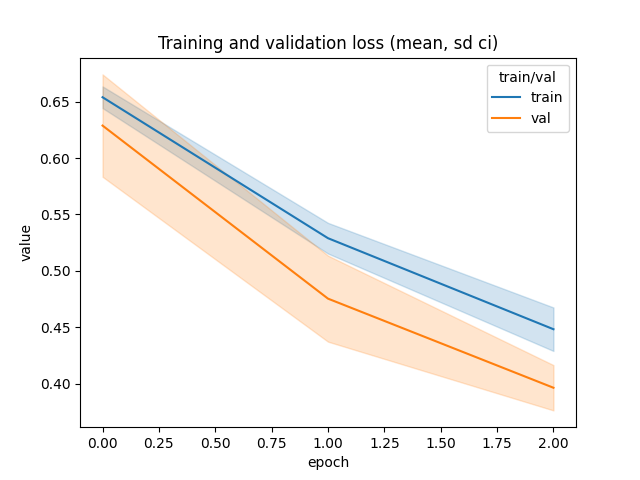 Training and validation loss (mean, sd ci)
train/val
train
val
value
0.65
0.60
0.55
0.50
0.45
0.40
0.00 0.25 0.50 0.75 1.00 1.25 1.50 1.75 2.00
epoch